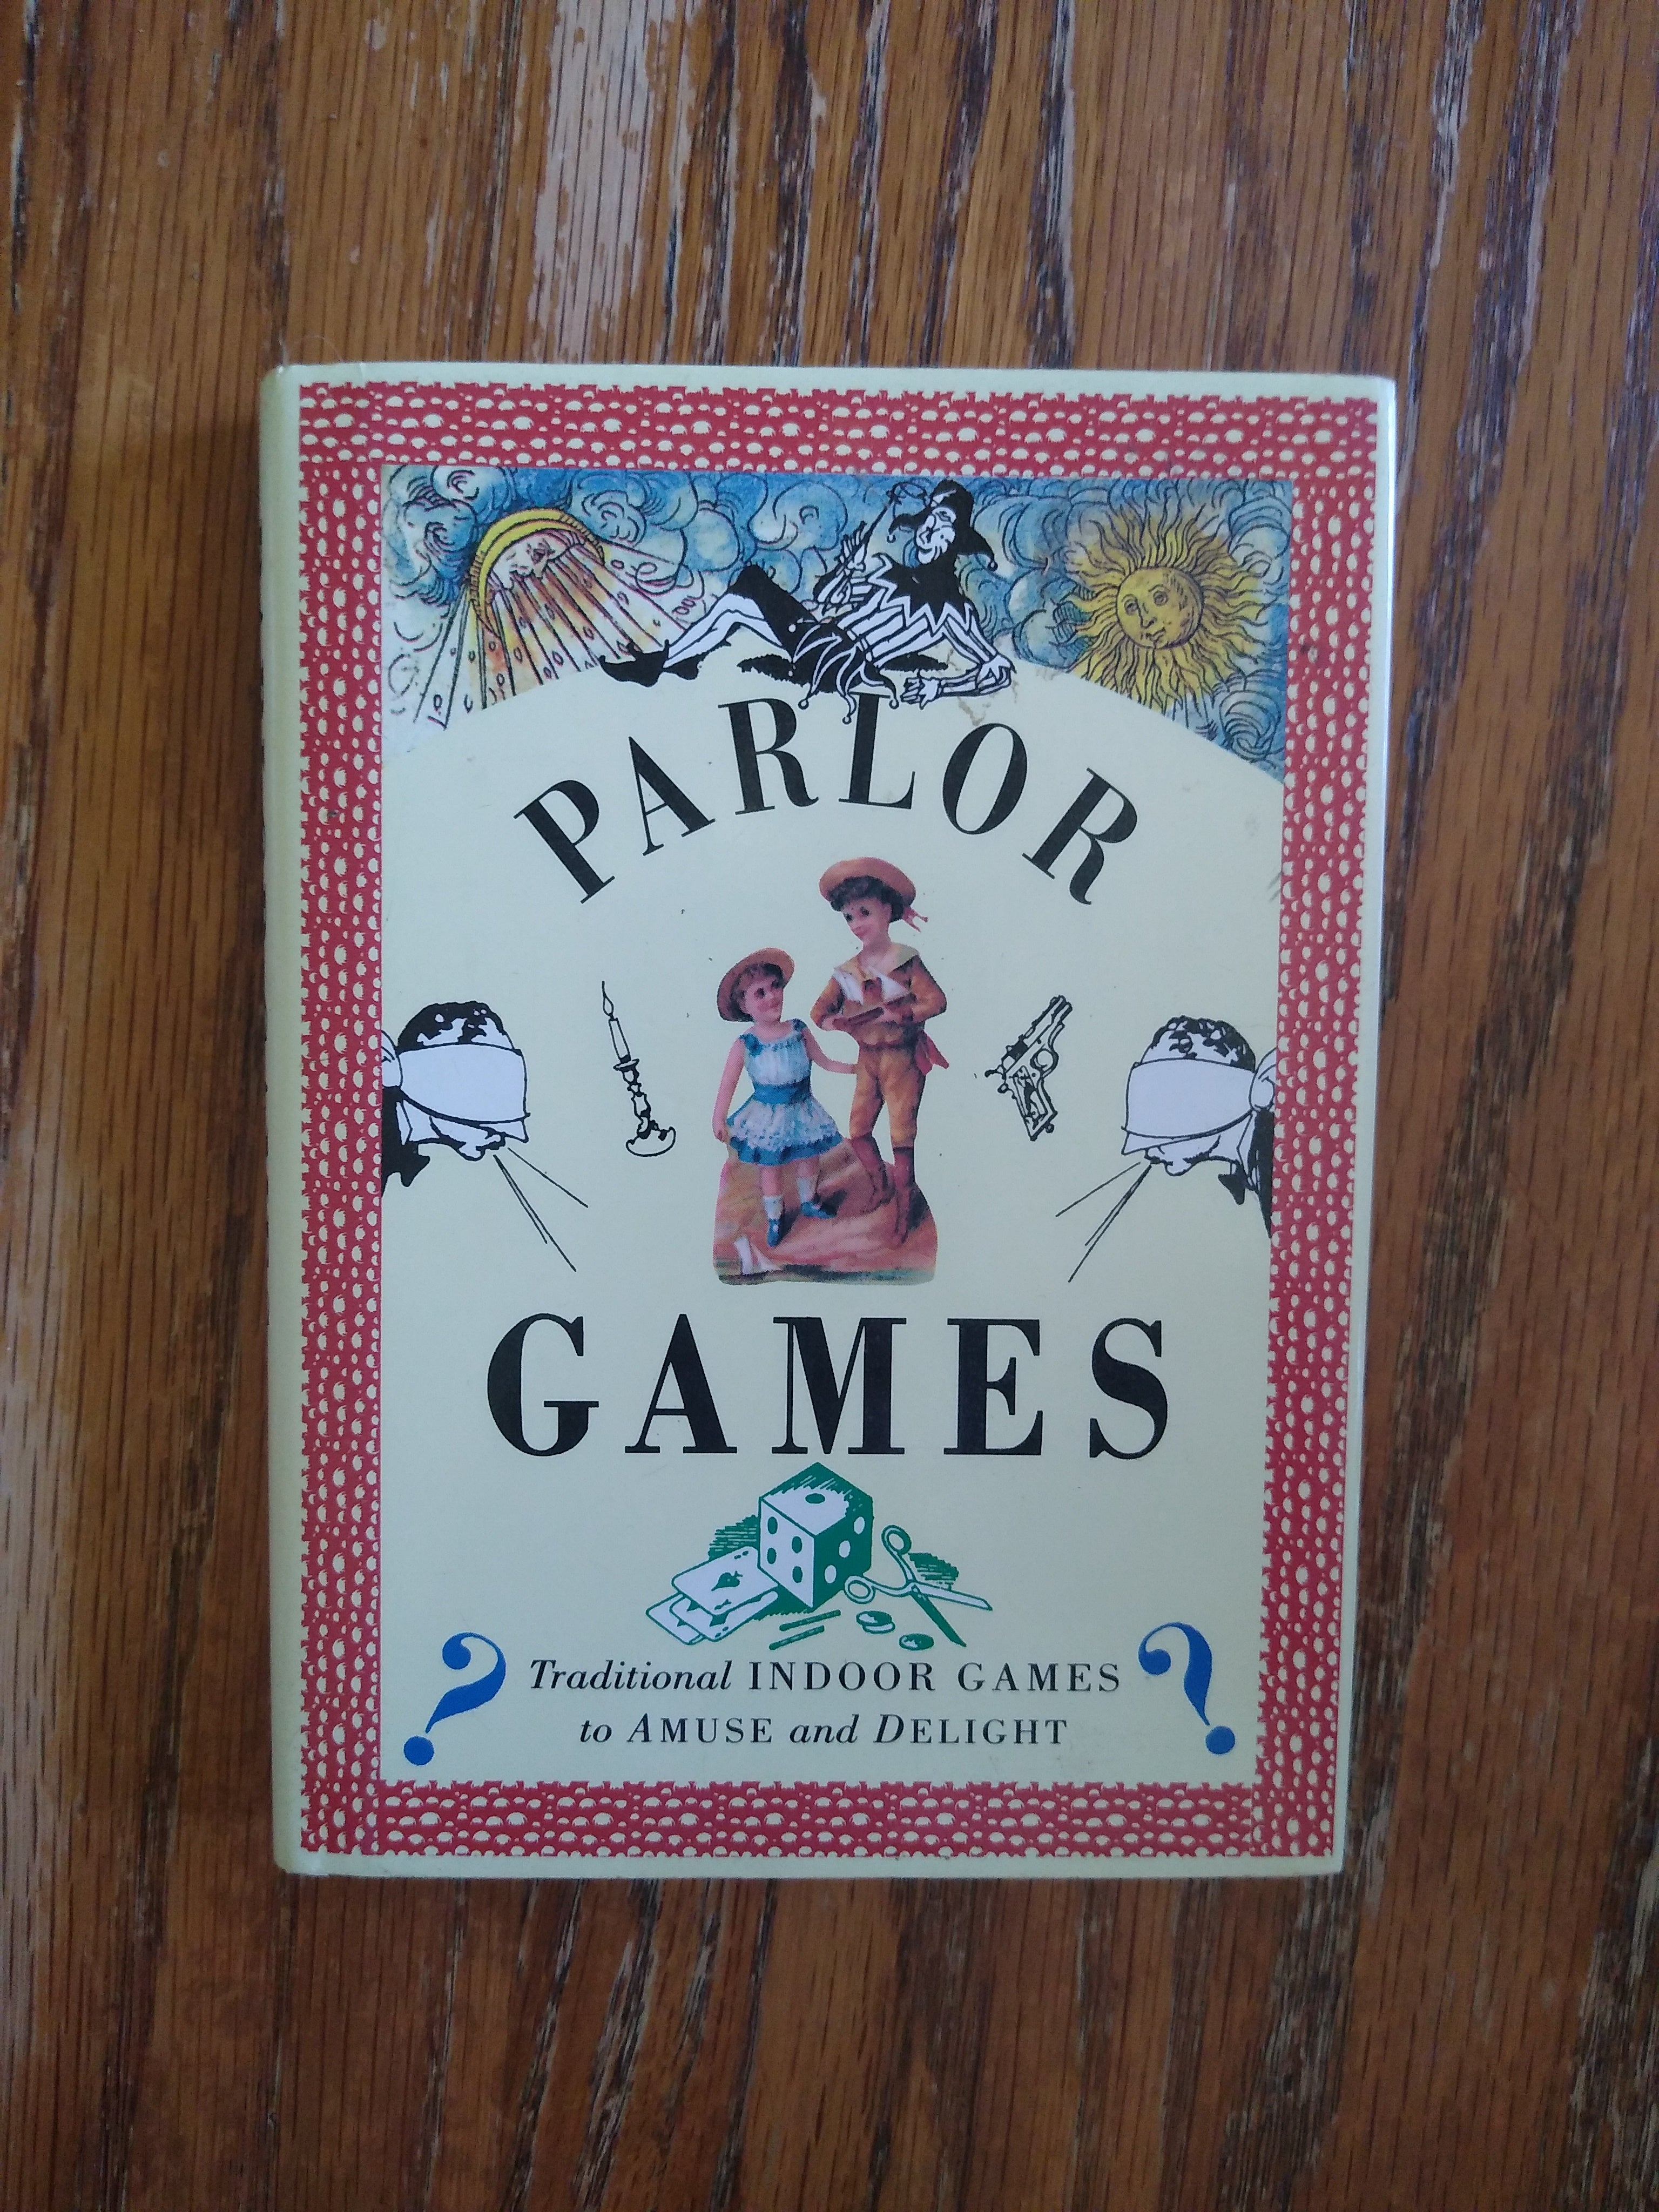 PARLOR
GAMES
? Traditional INDOOR GAMES ?
to AMUSE and DELIGHT